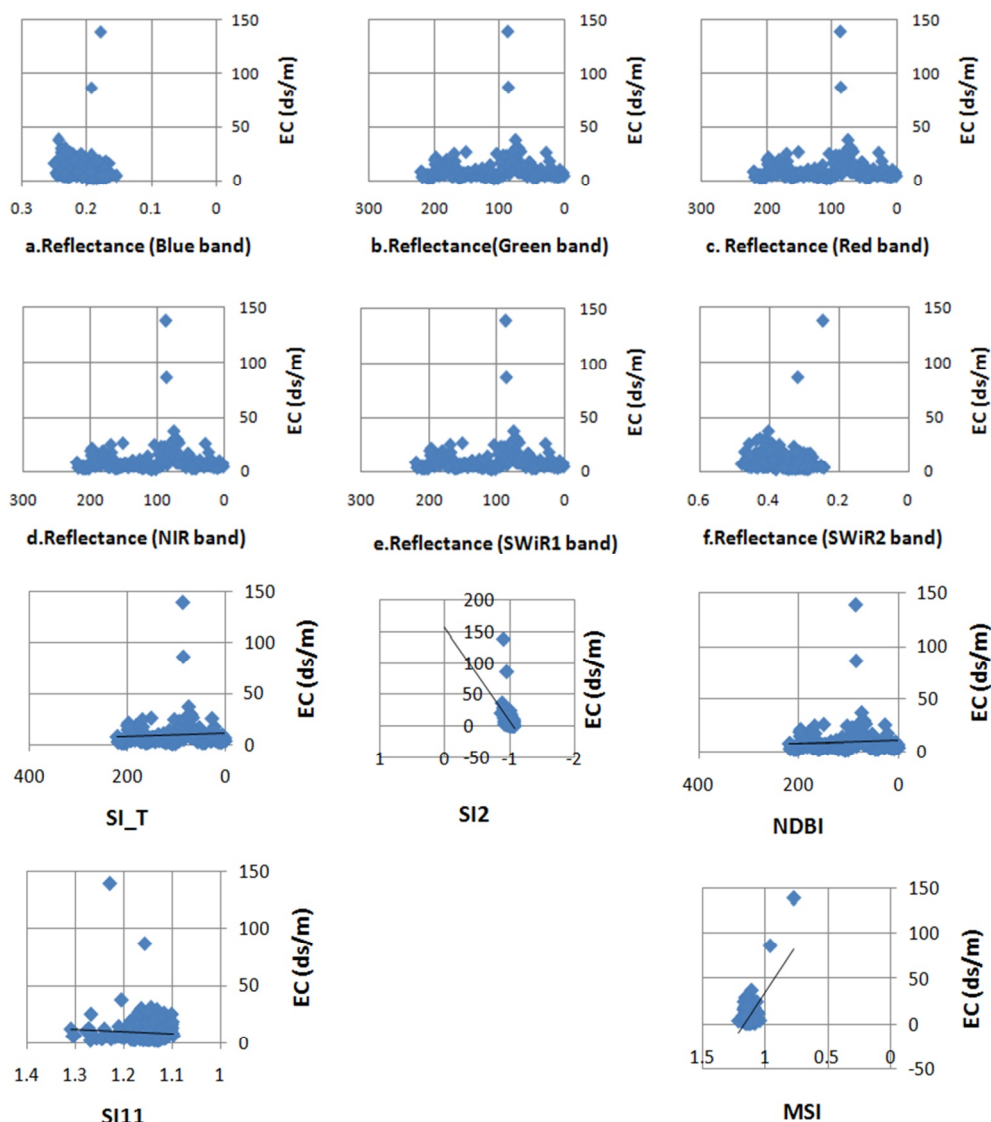 150
100
50
0
EC (ds/m)
0.3 0.2 0.1 0
a.Reflectance (Blue band)
150
100
50
0
EC (ds/m)
300 200 100 0
b.Reflectance(Green band)
150
100
50
0
EC (ds/m)
300 200 100 0
c. Reflectance (Red band)
150
100
50
0
EC (ds/m)
300 200 100 0
d.Reflectance (NIR band)
150
100
50
0
EC (ds/m)
300 200 100 0
e.Reflectance (SWiR1 band)
150
100
50
0
EC (ds/m)
0.6 0.4 0.2 0
f.Reflectance (SWiR2 band)
150
100
50
0
EC (ds/m)
400 200 0
SI_T
200
150
100
50
0
-50
EC (ds/m)
1 0 -1 -2
SI2
150
100
50
0
EC (ds/m)
400 200 0
NDBI
150
100
50
0
EC (ds/m)
1.4 1.3 1.2 1.1 1
SI11
150
100
50
0
-50
EC (ds/m)
1.5 1 0.5 0
MSI